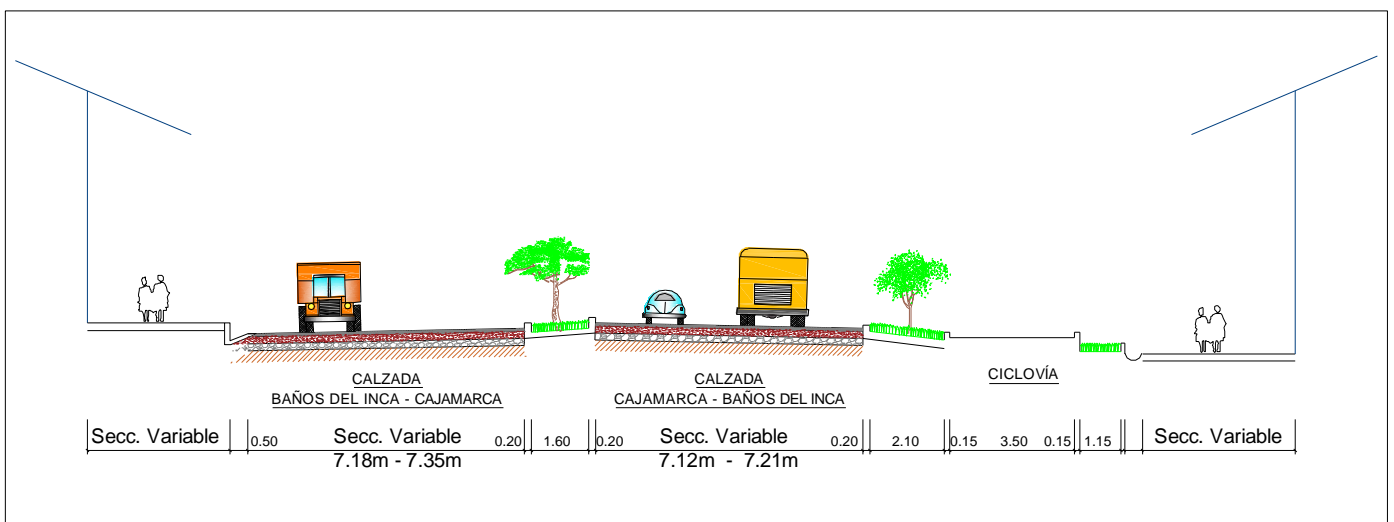 CALZADA
BAÑOS DEL INCA - CAJAMARCA
CALZADA
CAJAMARCA - BAÑOS DEL INCA
CICLOVÍA
Secc. Variable 0.50 Secc. Variable 0.20 1.60 0.20 Secc. Variable 0.20 2.10 0.15 3.50 0.15 1.15 Secc. Variable
7.18m - 7.35m 7.12m - 7.21m